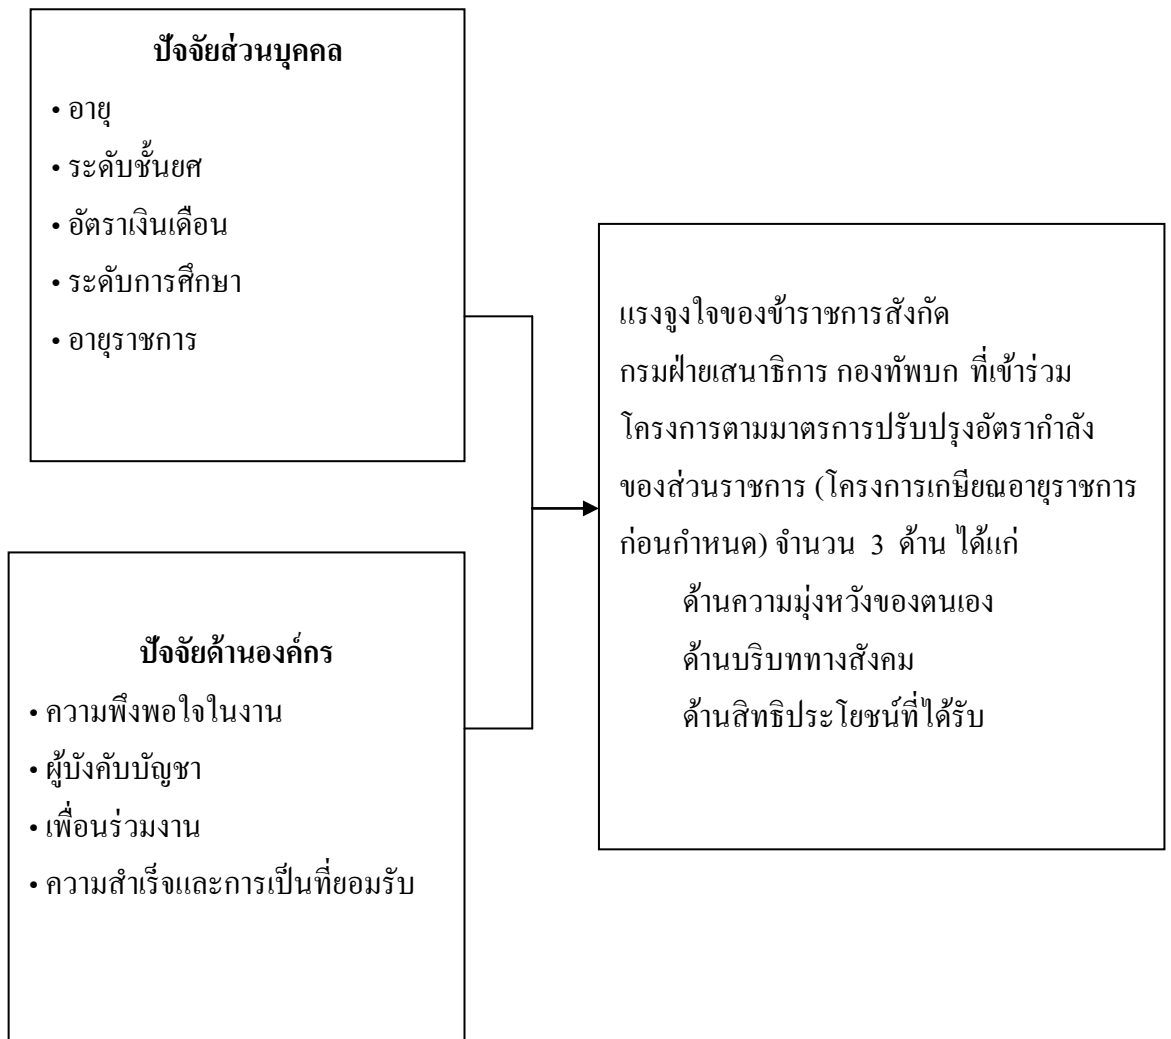 ปัจจัยส่วนบุคคล
• อายุ
• ระดับชั้นยศ
• อัตราเงินเดือน
• ระดับการศึกษา
• อายุราชการ
ปัจจัยด้านองค์กร
• ความพึงพอใจในงาน
• ผู้บังคับบัญชา
• เพื่อนร่วมงาน
• ความสำเร็จและการเป็นที่ยอมรับ
แรงจูงใจของข้าราชการสังกัด
กรมฝ่ายเสนาธิการ กองทัพบก ที่เข้าร่วม
โครงการตามมาตรการปรับปรุงอัตรากำลัง
ของส่วนราชการ (โครงการเกษียณอายุราชการ
ก่อนกำหนด) จำนวน 3 ด้าน ได้แก่
ด้านความมุ่งหวังของตนเอง
ด้านบริบททางสังคม
ด้านสิทธิประโยชน์ที่ได้รับ